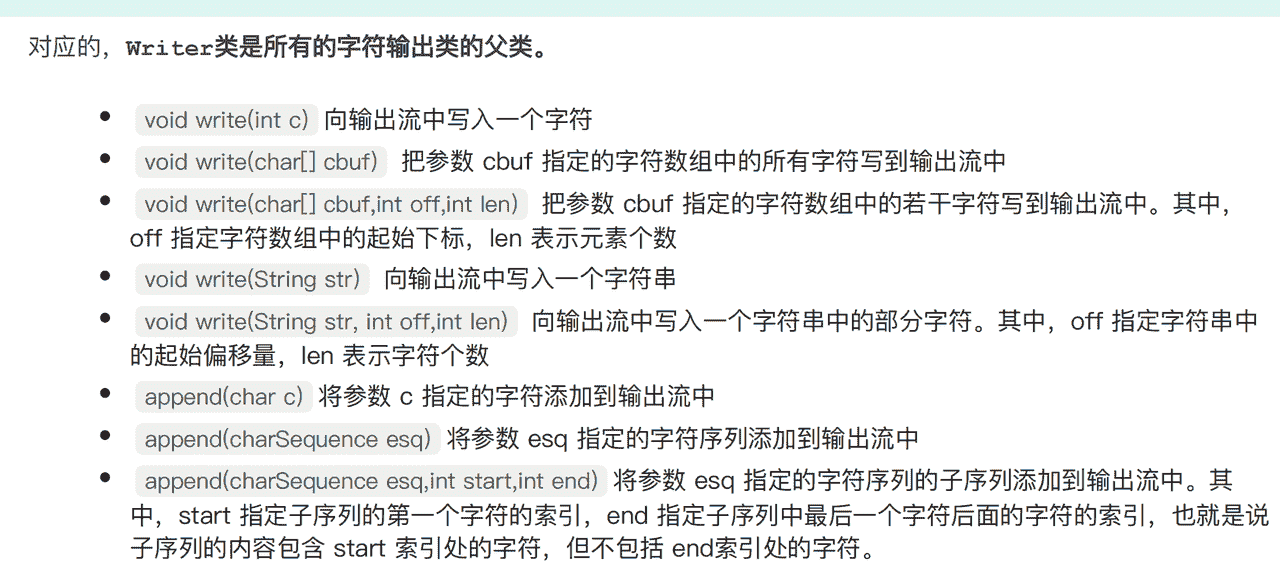 对应的，Writer类是所有的字符输出类的父类。
• void write(int c) 向输出流中写入一个字符
• void write(char[] cbuf) 把参数 cbuf 指定的字符数组中的所有字符写到输出流中
• void write(char[] cbuf,int off,int len) 把参数 cbuf 指定的字符数组中的若干字符写到输出流中。其中，
off 指定字符数组中的起始下标，len 表示元素个数
• void write(String str) 向输出流中写入一个字符串
• void write(String str, int off,int len) 向输出流中写入一个字符串中的部分字符。其中，off 指定字符串中
的起始偏移量，len 表示字符个数
• append(char c) 将参数 c 指定的字符添加到输出流中
• append(charSequence esq) 将参数 esq 指定的字符序列添加到输出流中
• append(charSequence esq,int start,int end) 将参数 esq 指定的字符序列的子序列添加到输出流中。其
中，start 指定子序列的第一个字符的索引，end 指定子序列中最后一个字符后面的字符的索引，也就是说
子序列的内容包含 start 索引处的字符，但不包括 end索引处的字符。